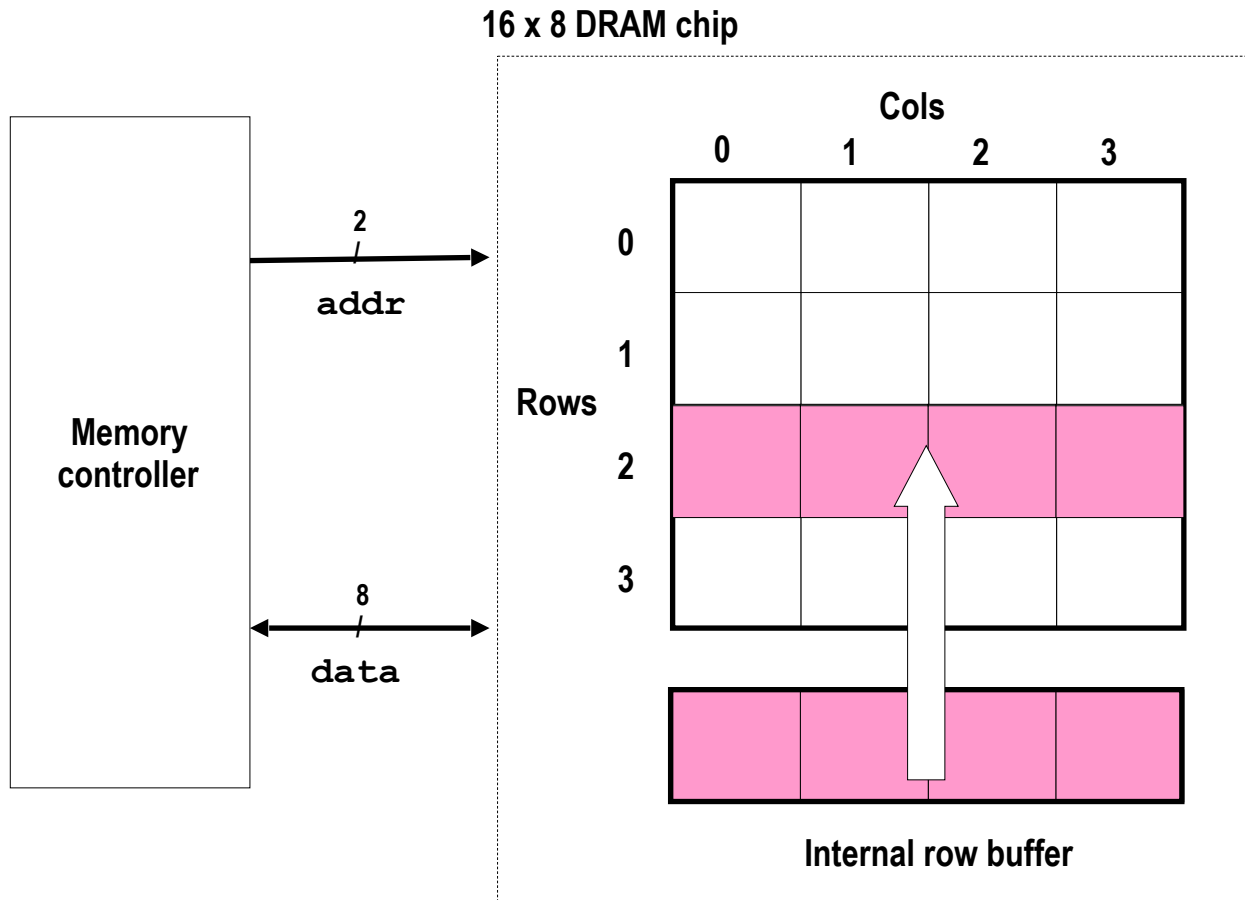 16 x 8 DRAM chip
Cols
0 1 2 3
2
addr
0
1
Rows
Memory
controller
2
3
8
data
Internal row buffer